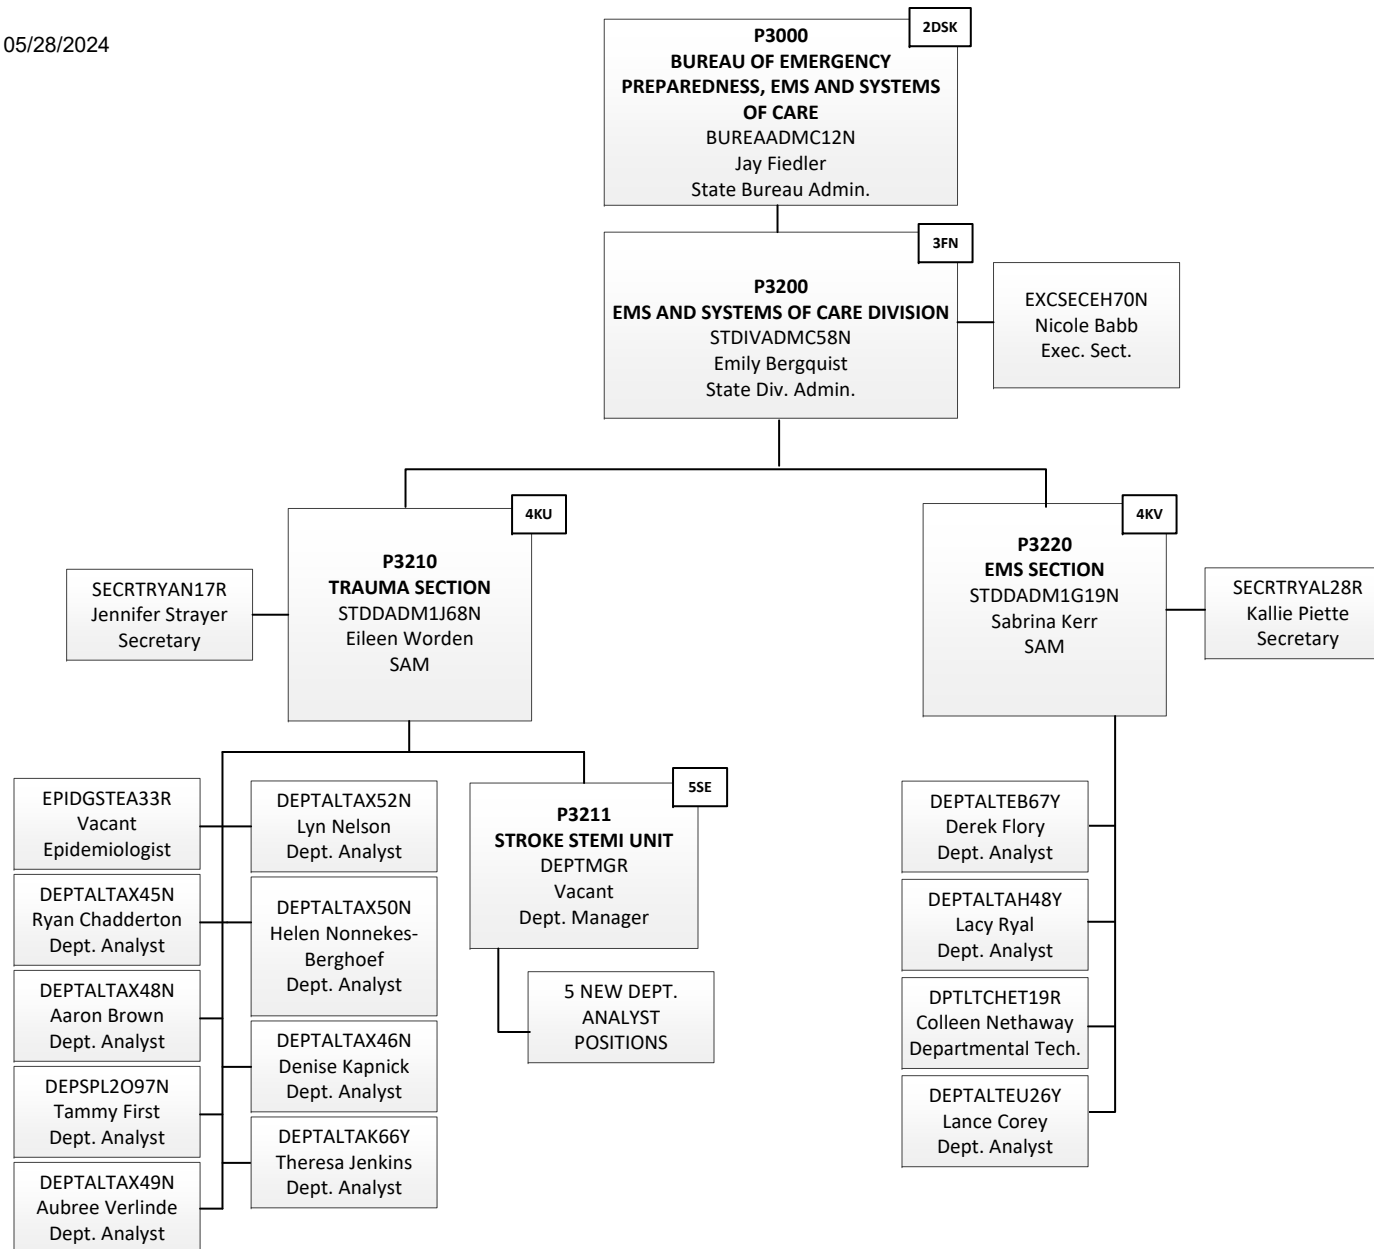 05/28/2024
2DSK
P3000
BUREAU OF EMERGENCY
PREPAREDNESS, EMS AND SYSTEMS
OF CARE
BUREAADMC12N
Jay Fiedler
State Bureau Admin.
3FN
P3200
EMS AND SYSTEMS OF CARE DIVISION
STDIVADMC58N
Emily Bergquist
State Div. Admin.
EXCSECEH70N
Nicole Babb
Exec. Sect.
4KU
P3210
TRAUMA SECTION
STDDADM1J68N
Eileen Worden
SAM
SECRTRYAN17R
Jennifer Strayer
Secretary
4KV
P3220
EMS SECTION
STDDADM1G19N
Sabrina Kerr
SAM
SECRTRYAL28R
Kallie Piette
Secretary
EPIDGSTEA33R
Vacant
Epidemiologist
DEPTALTAX45N
Ryan Chadderton
Dept. Analyst
DEPTALTAX48N
Aaron Brown
Dept. Analyst
DEPSPL2O97N
Tammy First
Dept. Analyst
DEPTALTAX49N
Aubree Verlinde
Dept. Analyst
DEPTALTAX52N
Lyn Nelson
Dept. Analyst
DEPTALTAX50N
Helen Nonnekes-
Berghoef
Dept. Analyst
DEPTALTAX46N
Denise Kapnick
Dept. Analyst
DEPTALTAK66Y
Theresa Jenkins
Dept. Analyst
5SE
P3211
STROKE STEMI UNIT
DEPTMGR
Vacant
Dept. Manager
5 NEW DEPT.
ANALYST
POSITIONS
DEPTALTEB67Y
Derek Flory
Dept. Analyst
DEPTALTAH48Y
Lacy Ryal
Dept. Analyst
DPTLTCHET19R
Colleen Nethaway
Departmental Tech.
DEPTALTEU26Y
Lance Corey
Dept. Analyst